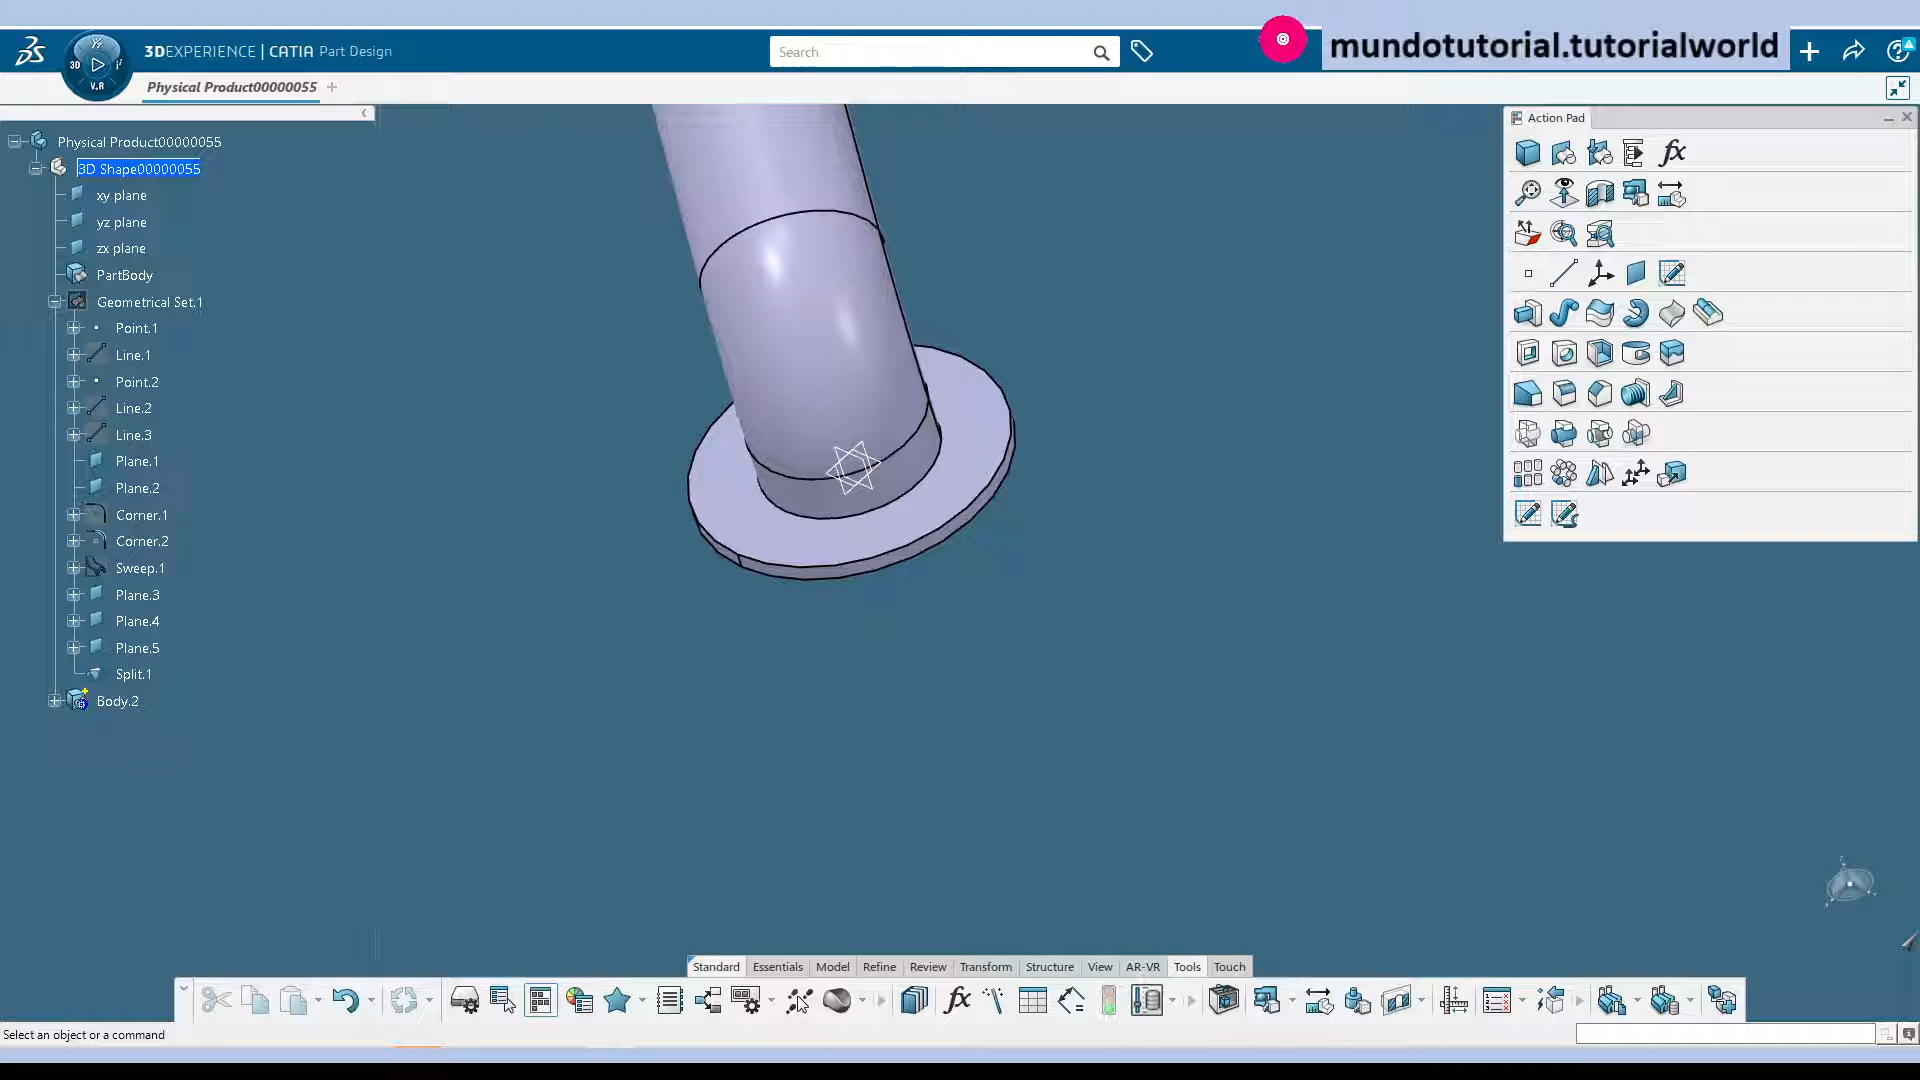 3DEXPERIENCE | CATIA Part Design
Search
mundotutorial.tutorialworld
3D
V.R
Physical Product00000055
Action Pad
Physical Product00000055
3D Shape00000055
xy plane
yz plane
zx plane
PartBody
Geometrical Set.1
Point.1
Line.1
Point.2
Line.2
Line.3
Plane.1
Plane.2
Corner.1
Corner.2
Sweep.1
Plane.3
Plane.4
Plane.5
Split.1
Body.2
fx
Standard Essentials Model Refine Review Transform Structure View AR-VR Tools Touch
fx
Select an object or a command